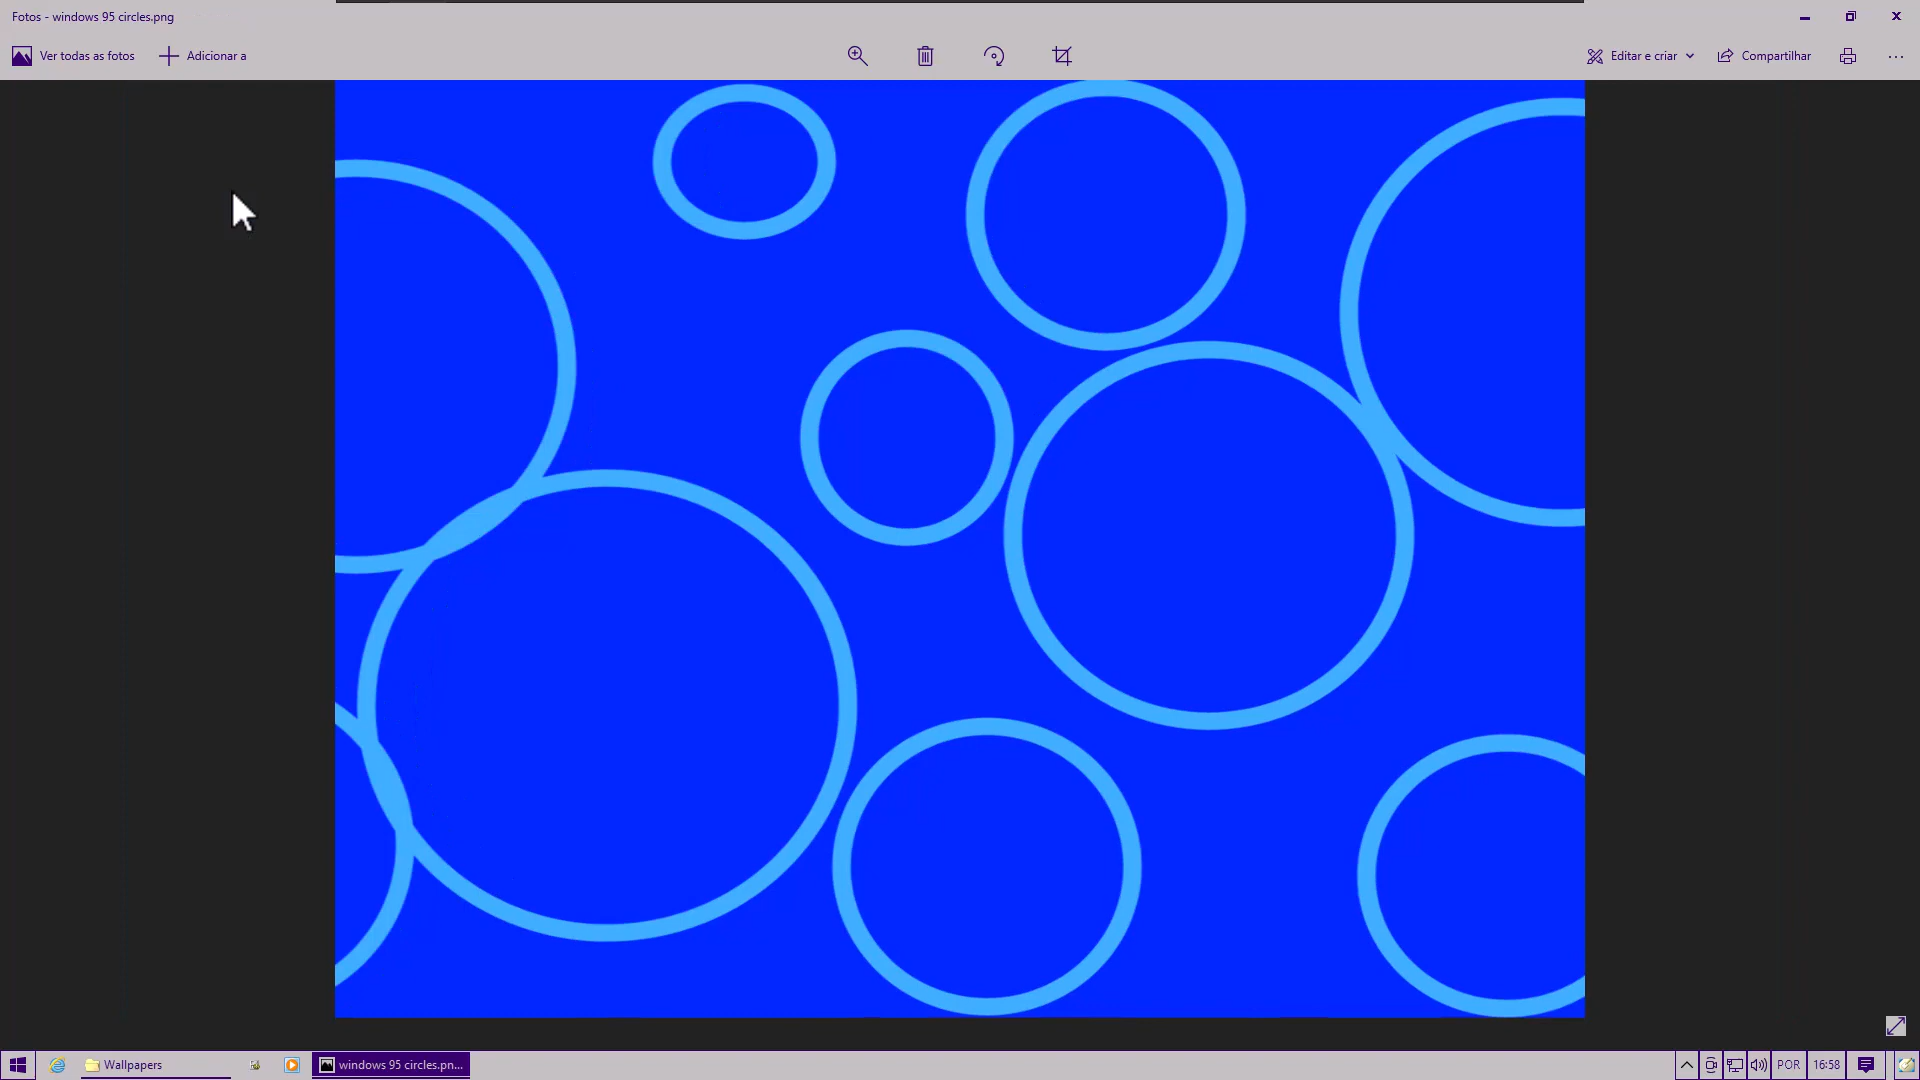 Fotos - windows 95 circles.png
Ver todas as fotos
Adicionar a
Editar e criar
Compartilhar
Wallpapers
windows 95 circles.pn...
POR
16:58